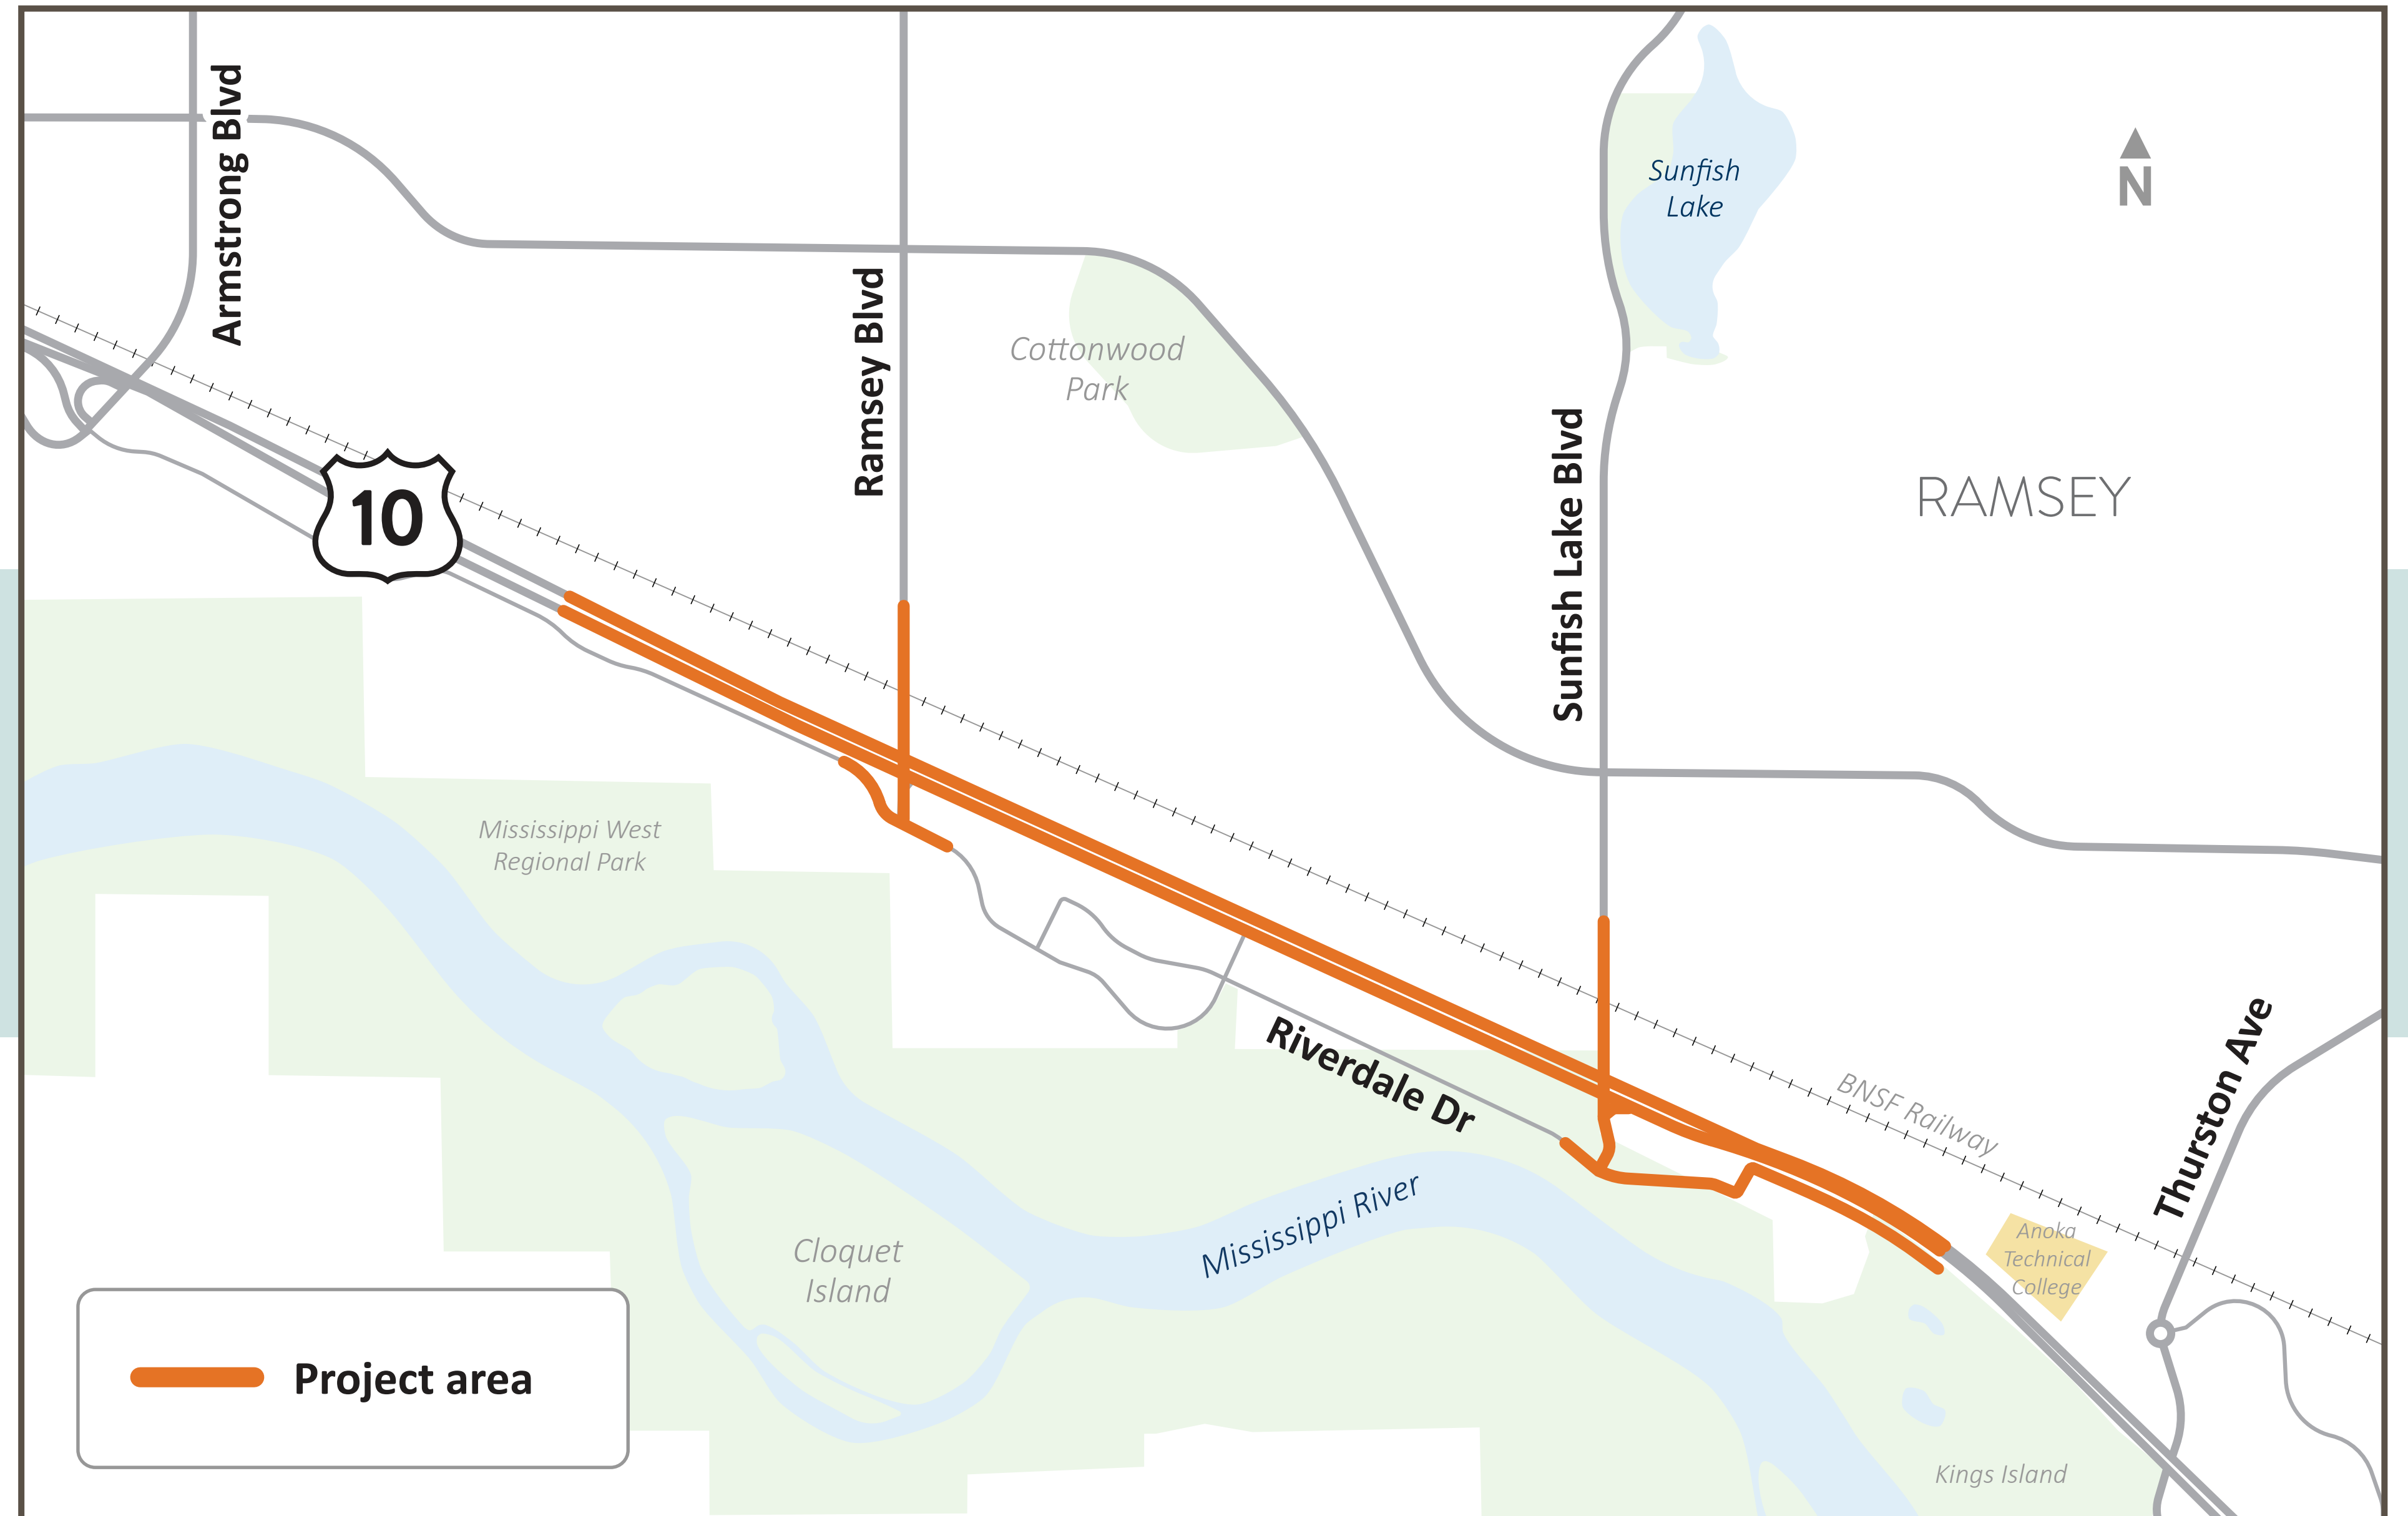 Armstrong Blvd
Sunfish
Lake
N
Ramsey Blvd
Cottonwood
Park
Sunfish Lake Blvd
RAMSEY
10
Mississippi West
Regional Park
Riverdale Dr
BNSF Railway
Thurston Ave
Mississippi River
Anoka
Technical
College
Cloquet
Island
Project area
Kings Island